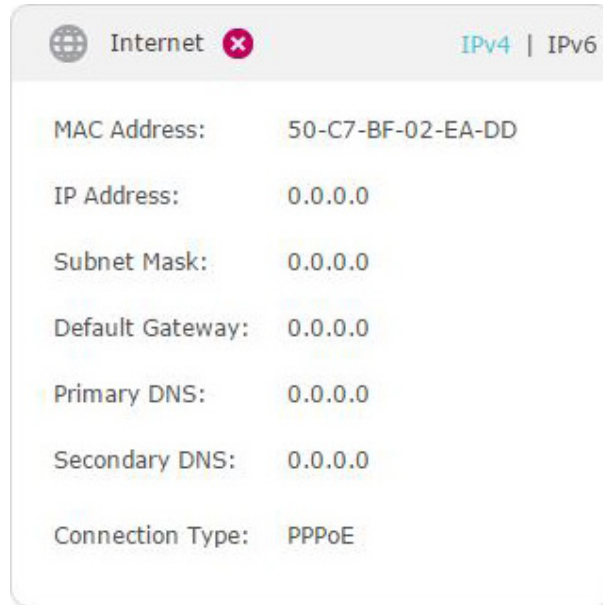 Internet IPv4 | IPv6
MAC Address: 50-C7-BF-02-EA-DD
IP Address: 0.0.0.0
Subnet Mask: 0.0.0.0
Default Gateway: 0.0.0.0
Primary DNS: 0.0.0.0
Secondary DNS: 0.0.0.0
Connection Type: PPPoE